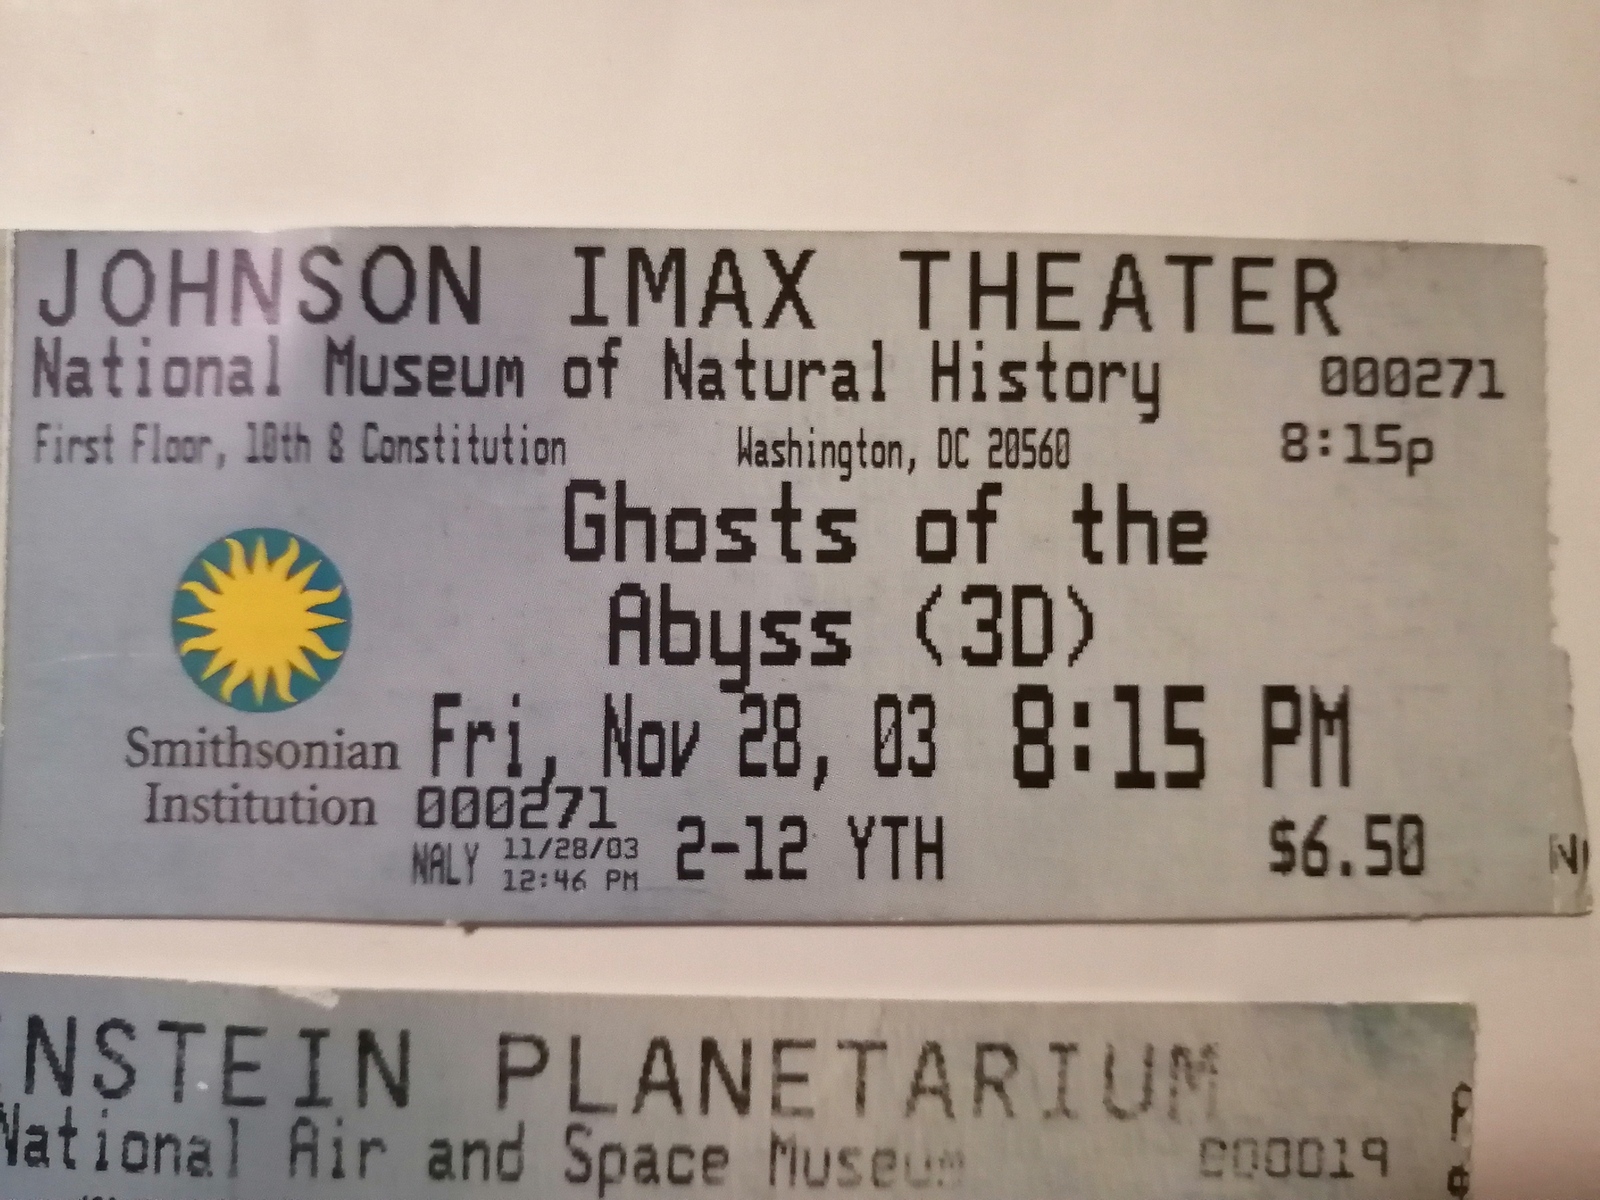 JOHNSON IMAX THEATER
National Museum of Natural History 000271
First Floor, 10th & Constitution Washington, DC 20560 8:15p
Ghosts of the
Abyss (3D)
Smithsonian
Institution
Fri, Nov 28, 03 8:15 PM
000271
NALY 11/28/03
12:46 PM
2-12 YTH $6.50
NSTEIN PLANETARIUM
National Air and Space Museum 000019